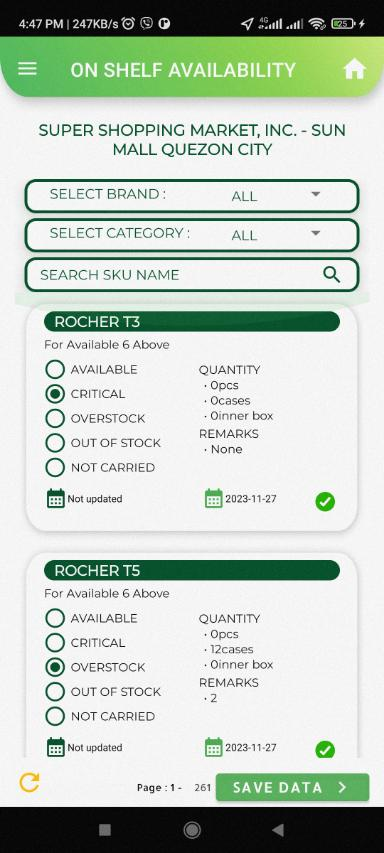 4:47 PM | 247KB/s
4G
25
ON SHELF AVAILABILITY
SUPER SHOPPING MARKET, INC. - SUN
MALL QUEZON CITY
SELECT BRAND : ALL
SELECT CATEGORY : ALL
SEARCH SKU NAME
ROCHER T3
For Available 6 Above
AVAILABLE
CRITICAL
OVERSTOCK
OUT OF STOCK
NOT CARRIED
QUANTITY
· 0pcs
· 0cases
· 0inner box
REMARKS
· None
Not updated 2023-11-27
ROCHER T5
For Available 6 Above
AVAILABLE
CRITICAL
OVERSTOCK
OUT OF STOCK
NOT CARRIED
QUANTITY
· 0pcs
· 12cases
· 0inner box
REMARKS
· 2
Not updated 2023-11-27
Page : 1 - 261 SAVE DATA